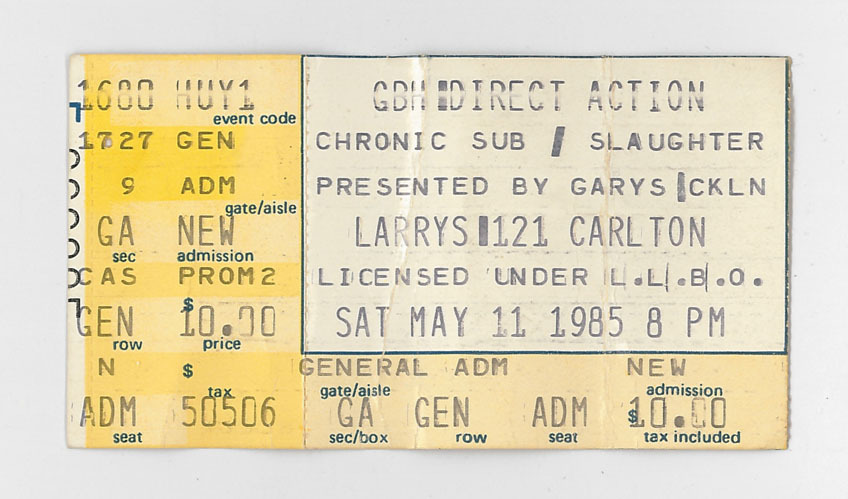 1680 HUY1
event code
1727 GEN
9 ADM
gate/aisle
GA NEW
sec admission
CAS PROM2
$
GEN 10.00
row price
N $
tax
ADM 50506
seat
GBH DIRECT ACTION
CHRONIC SUB / SLAUGHTER
PRESENTED BY GARYS CKLN
LARRYS 121 CARLTON
LICENSED UNDER L.L.B.O.
SAT MAY 11 1985 8 PM
GENERAL ADM NEW
gate/aisle admission
GA GEN ADM $10.00
sec/box row seat tax included